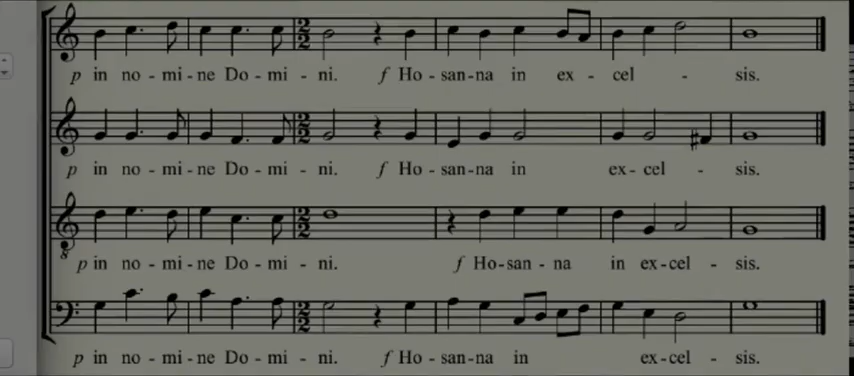 p in no - mi - ne Do - mi - ni. f Ho - san - na in ex - cel - sis.
p in no - mi - ne Do - mi - ni. f Ho - san - na in ex - cel - sis.
8
p in no - mi - ne Do - mi - ni. f Ho - san - na in ex - cel - sis.
p in no - mi - ne Do - mi - ni. f Ho - san - na in ex - cel - sis.